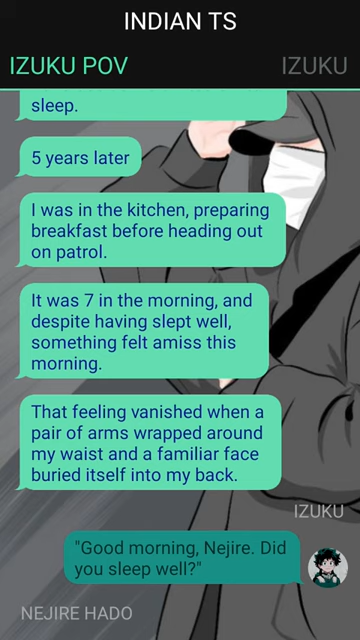 INDIAN TS
IZUKU POV
IZUKU
sleep.
5 years later
I was in the kitchen, preparing
breakfast before heading out
on patrol.
It was 7 in the morning, and
despite having slept well,
something felt amiss this
morning.
That feeling vanished when a
pair of arms wrapped around
my waist and a familiar face
buried itself into my back.
IZUKU
"Good morning, Nejire. Did
you sleep well?"
NEJIRE HADO